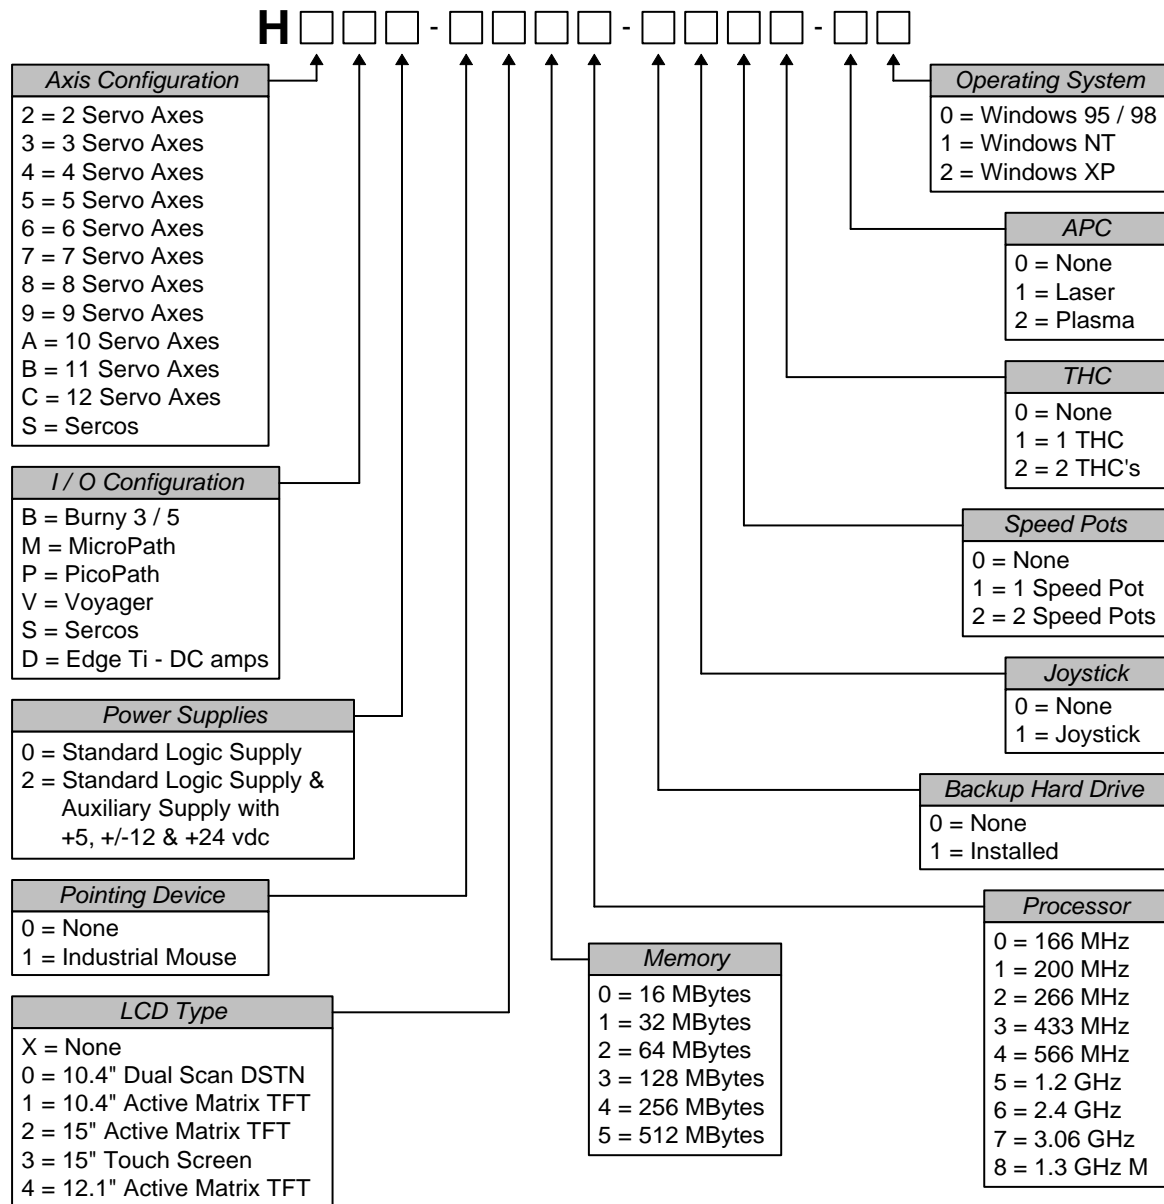 H - - -
Axis Configuration
2 = 2 Servo Axes
3 = 3 Servo Axes
4 = 4 Servo Axes
5 = 5 Servo Axes
6 = 6 Servo Axes
7 = 7 Servo Axes
8 = 8 Servo Axes
9 = 9 Servo Axes
A = 10 Servo Axes
B = 11 Servo Axes
C = 12 Servo Axes
S = Sercos
I / O Configuration
B = Burny 3 / 5
M = MicroPath
P = PicoPath
V = Voyager
S = Sercos
D = Edge Ti - DC amps
Power Supplies
0 = Standard Logic Supply
2 = Standard Logic Supply &
Auxiliary Supply with
+5, +/-12 & +24 vdc
Pointing Device
0 = None
1 = Industrial Mouse
LCD Type
X = None
0 = 10.4" Dual Scan DSTN
1 = 10.4" Active Matrix TFT
2 = 15" Active Matrix TFT
3 = 15" Touch Screen
4 = 12.1" Active Matrix TFT
Memory
0 = 16 MBytes
1 = 32 MBytes
2 = 64 MBytes
3 = 128 MBytes
4 = 256 MBytes
5 = 512 MBytes
Operating System
0 = Windows 95 / 98
1 = Windows NT
2 = Windows XP
APC
0 = None
1 = Laser
2 = Plasma
THC
0 = None
1 = 1 THC
2 = 2 THC's
Speed Pots
0 = None
1 = 1 Speed Pot
2 = 2 Speed Pots
Joystick
0 = None
1 = Joystick
Backup Hard Drive
0 = None
1 = Installed
Processor
0 = 166 MHz
1 = 200 MHz
2 = 266 MHz
3 = 433 MHz
4 = 566 MHz
5 = 1.2 GHz
6 = 2.4 GHz
7 = 3.06 GHz
8 = 1.3 GHz M